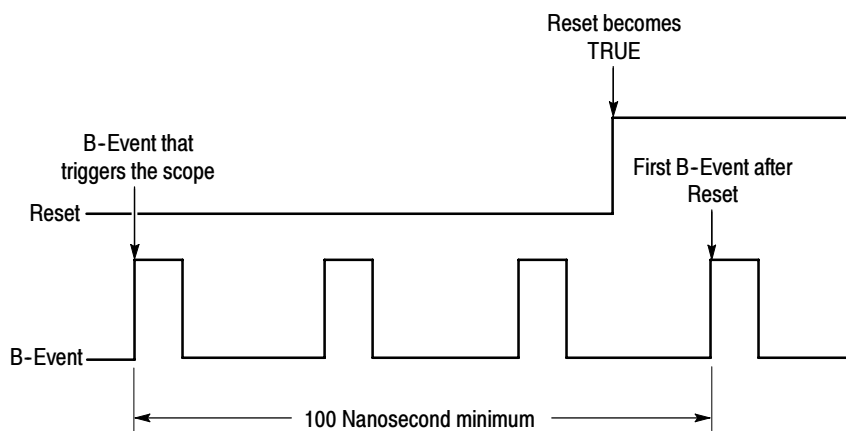 Reset becomes
TRUE
B-Event that
triggers the scope
First B-Event after
Reset
Reset
B-Event
100 Nanosecond minimum